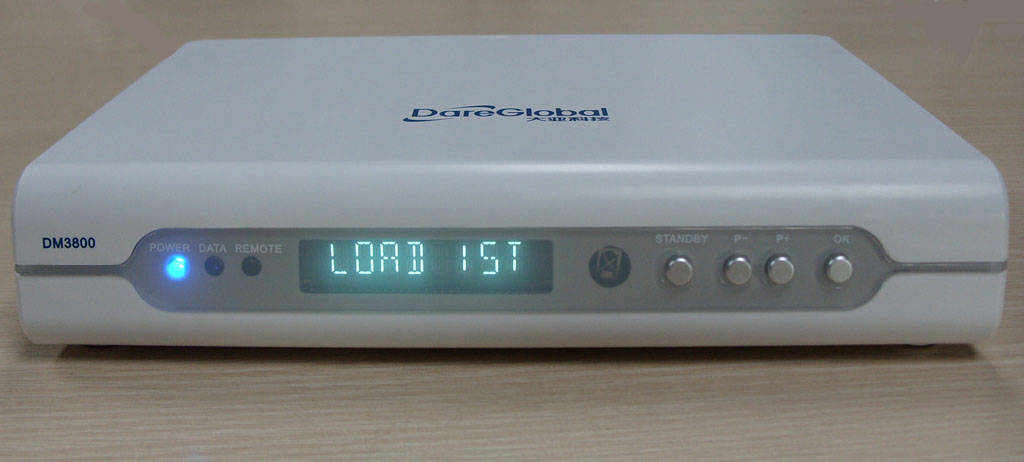 DareGlobal
大亚科技
DM3800
POWER DATA REMOTE
LOAD 1ST
STANDBY P- P+ OK